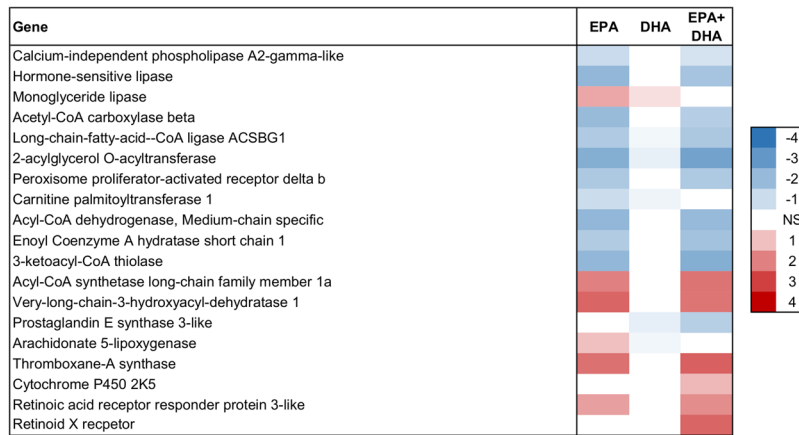 Gene EPA DHA EPA+
DHA
Calcium-independent phospholipase A2-gamma-like
Hormone-sensitive lipase
Monoglyceride lipase
Acetyl-CoA carboxylase beta
Long-chain-fatty-acid--CoA ligase ACSBG1
2-acylglycerol O-acyltransferase
Peroxisome proliferator-activated receptor delta b
Carnitine palmitoyltransferase 1
Acyl-CoA dehydrogenase, Medium-chain specific
Enoyl Coenzyme A hydratase short chain 1
3-ketoacyl-CoA thiolase
Acyl-CoA synthetase long-chain family member 1a
Very-long-chain-3-hydroxyacyl-dehydratase 1
Prostaglandin E synthase 3-like
Arachidonate 5-lipoxygenase
Thromboxane-A synthase
Cytochrome P450 2K5
Retinoic acid receptor responder protein 3-like
Retinoid X recpetor
-4
-3
-2
-1
NS
1
2
3
4